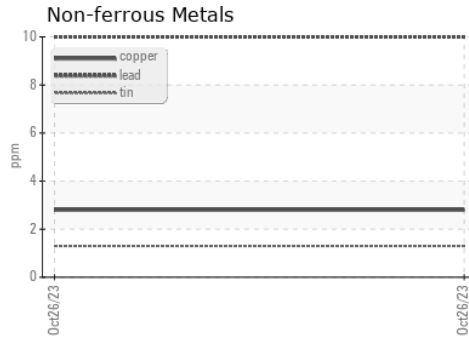 Non-ferrous Metals
10
copper
lead
tin
8
6
4
2
0
ppm
Oct26/23
Oct26/23